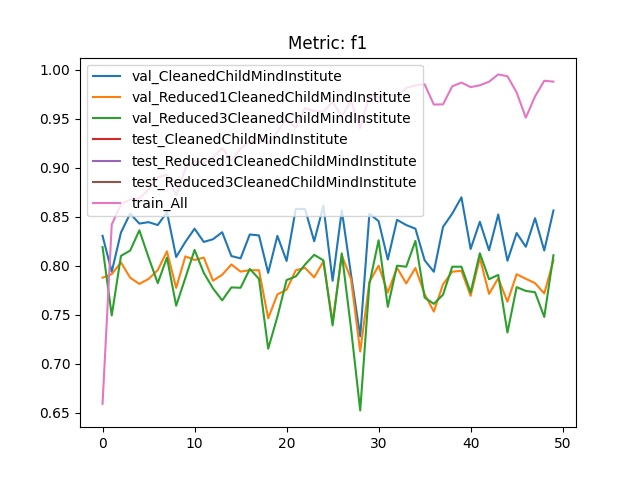 Metric: f1
1.00
0.95
0.90
0.85
0.80
0.75
0.70
0.65
val_CleanedChildMindInstitute
val_Reduced1CleanedChildMindInstitute
val_Reduced3CleanedChildMindInstitute
test_CleanedChildMindInstitute
test_Reduced1CleanedChildMindInstitute
test_Reduced3CleanedChildMindInstitute
train_All
0 10 20 30 40 50